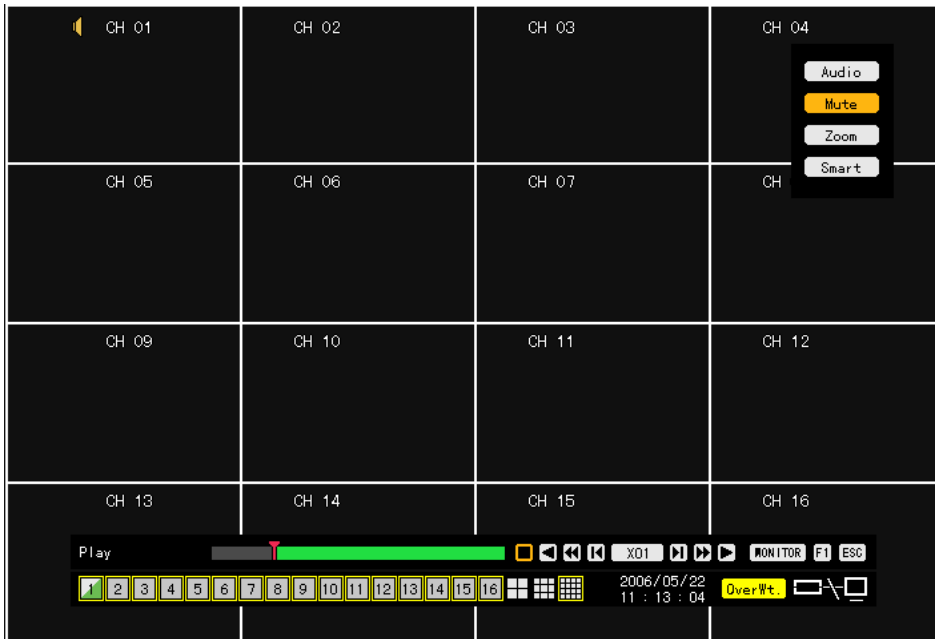 CH 01 CH 02 CH 03 CH 04
Audio
Mute
Zoom
Smart
CH 05 CH 06 CH 07 CH
CH 09 CH 10 CH 11 CH 12
CH 13 CH 14 CH 15 CH 16
Play X01 MONITOR F1 ESC
1 2 3 4 5 6 7 8 9 10 11 12 13 14 15 16 2006/05/22 OverWt.
11 : 13 : 04